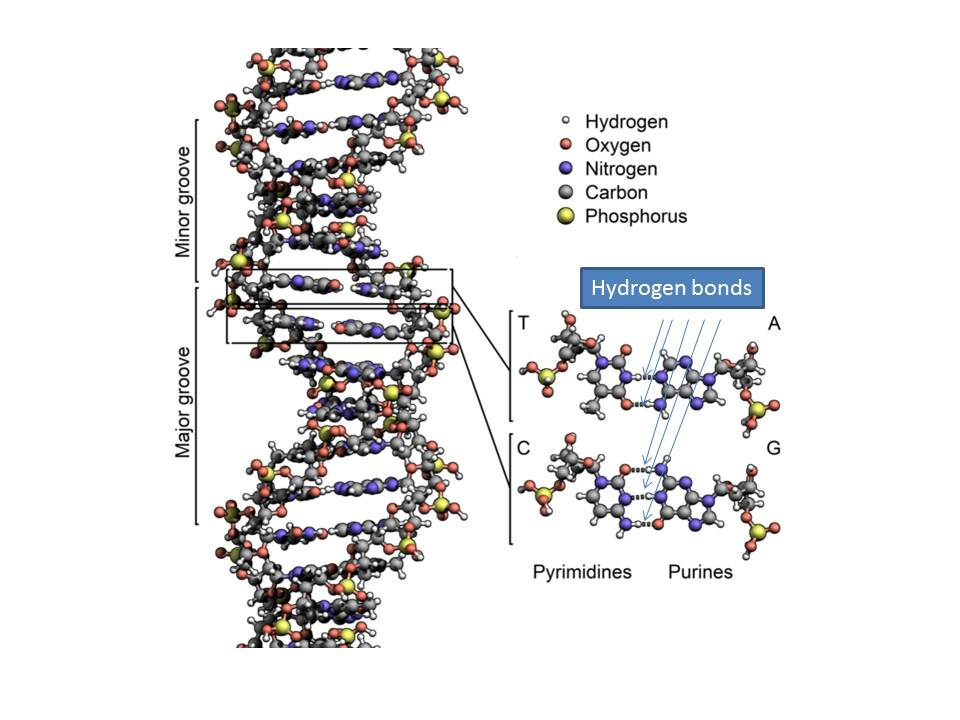 Hydrogen
Oxygen
Nitrogen
Carbon
Phosphorus
Minor groove
Major groove
Hydrogen bonds
T
A
C
G
Pyrimidines
Purines